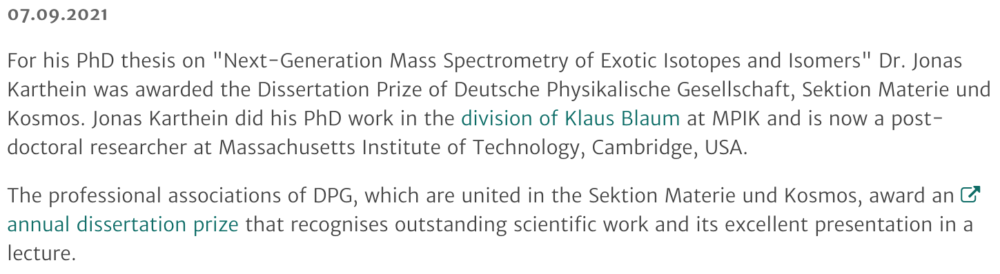 07.09.2021
For his PhD thesis on "Next-Generation Mass Spectrometry of Exotic Isotopes and Isomers" Dr. Jonas
Karthein was awarded the Dissertation Prize of Deutsche Physikalische Gesellschaft, Sektion Materie und
Kosmos. Jonas Karthein did his PhD work in the division of Klaus Blaum at MPIK and is now a post-
doctoral researcher at Massachusetts Institute of Technology, Cambridge, USA.
The professional associations of DPG, which are united in the Sektion Materie und Kosmos, award an
annual dissertation prize that recognises outstanding scientific work and its excellent presentation in a
lecture.